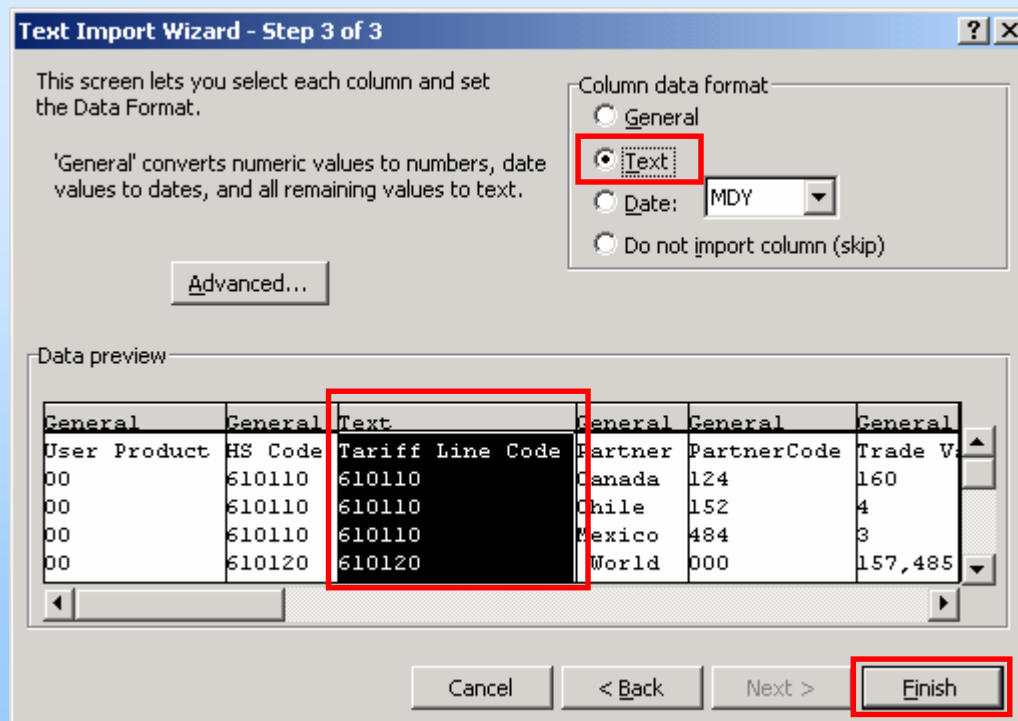 Text Import Wizard - Step 3 of 3
This screen lets you select each column and set
the Data Format.
'General' converts numeric values to numbers, date
values to dates, and all remaining values to text.
Advanced...
Column data format
General
Text
Date: MDY
Do not import column (skip)
Data preview
General General Text General General General
User Product HS Code Tariff Line Code Partner PartnerCode Trade Va
00 610110 610110 Canada 124 160
00 610110 610110 Chile 152 4
00 610110 610110 Mexico 484 3
00 610120 610120 World 000 157,485
Cancel < Back Next > Finish